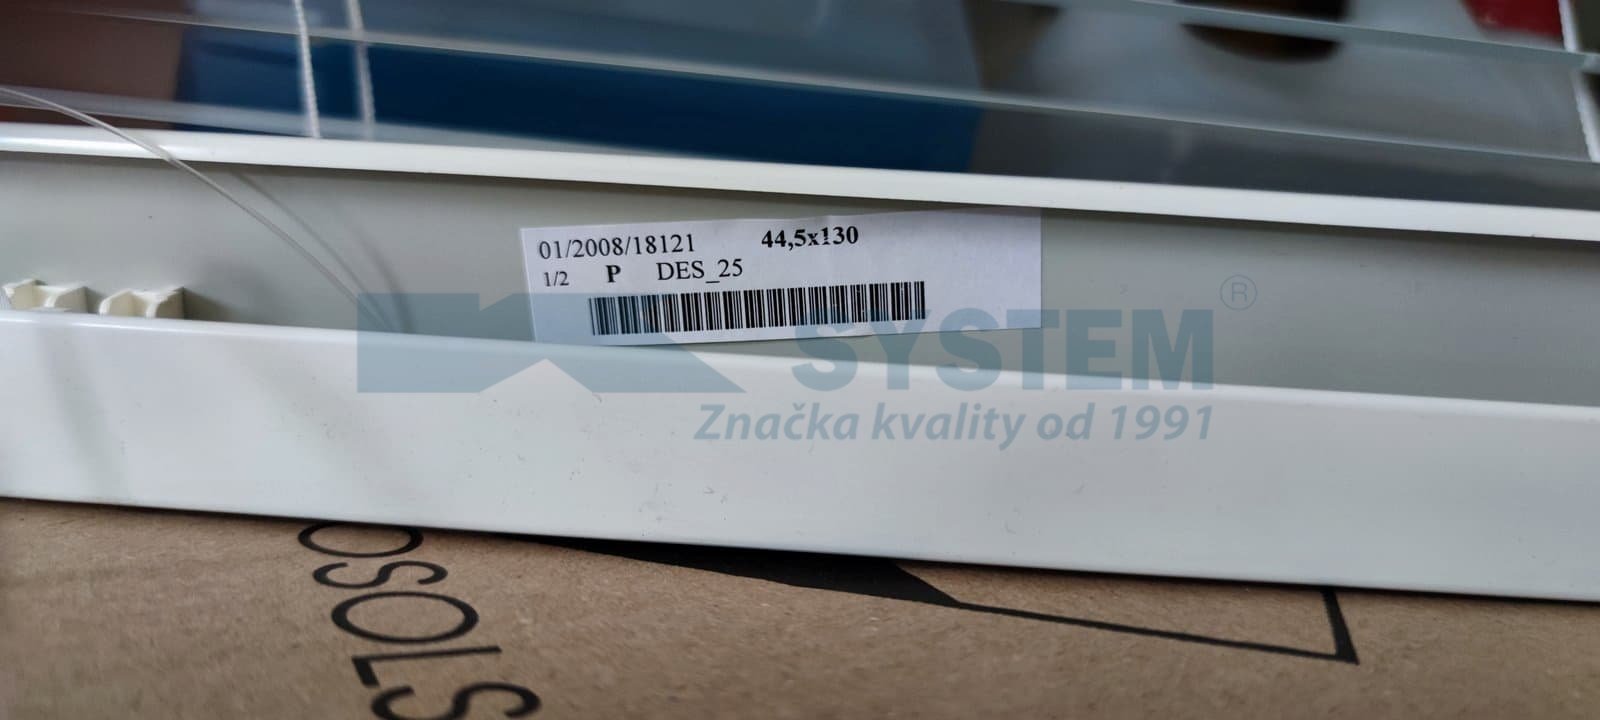 01/2008/18121 44,5x130
1/2 P DES_25
K SYSTEM ®
Značka kvality od 1991
OSOLS